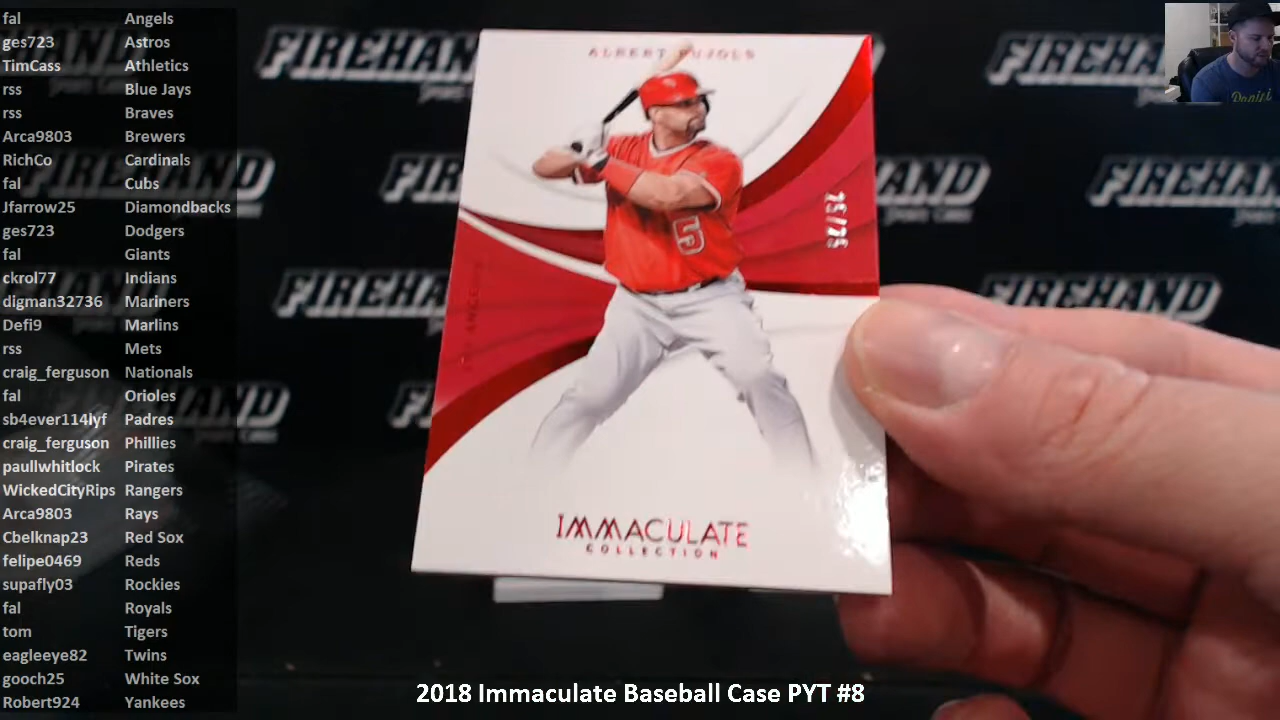 fal Angels
ges723 Astros
TimCass Athletics
rss Blue Jays
rss Braves
Arca9803 Brewers
RichCo Cardinals
fal Cubs
Jfarrow25 Diamondbacks
ges723 Dodgers
fal Giants
ckrol77 Indians
digman32736 Mariners
Defi9 Marlins
rss Mets
craig_ferguson Nationals
fal Orioles
sb4ever114lyf Padres
craig_ferguson Phillies
paullwhitlock Pirates
WickedCityRips Rangers
Arca9803 Rays
Cbelknap23 Red Sox
felipe0469 Reds
supafly03 Rockies
fal Royals
tom Tigers
eagleeye82 Twins
gooch25 White Sox
Robert924 Yankees
ALBERT PUJOLS
5
IMMACULATE
COLLECTION
FIREHAND
FIREHAND
FIREHAND
2018 Immaculate Baseball Case PYT #8